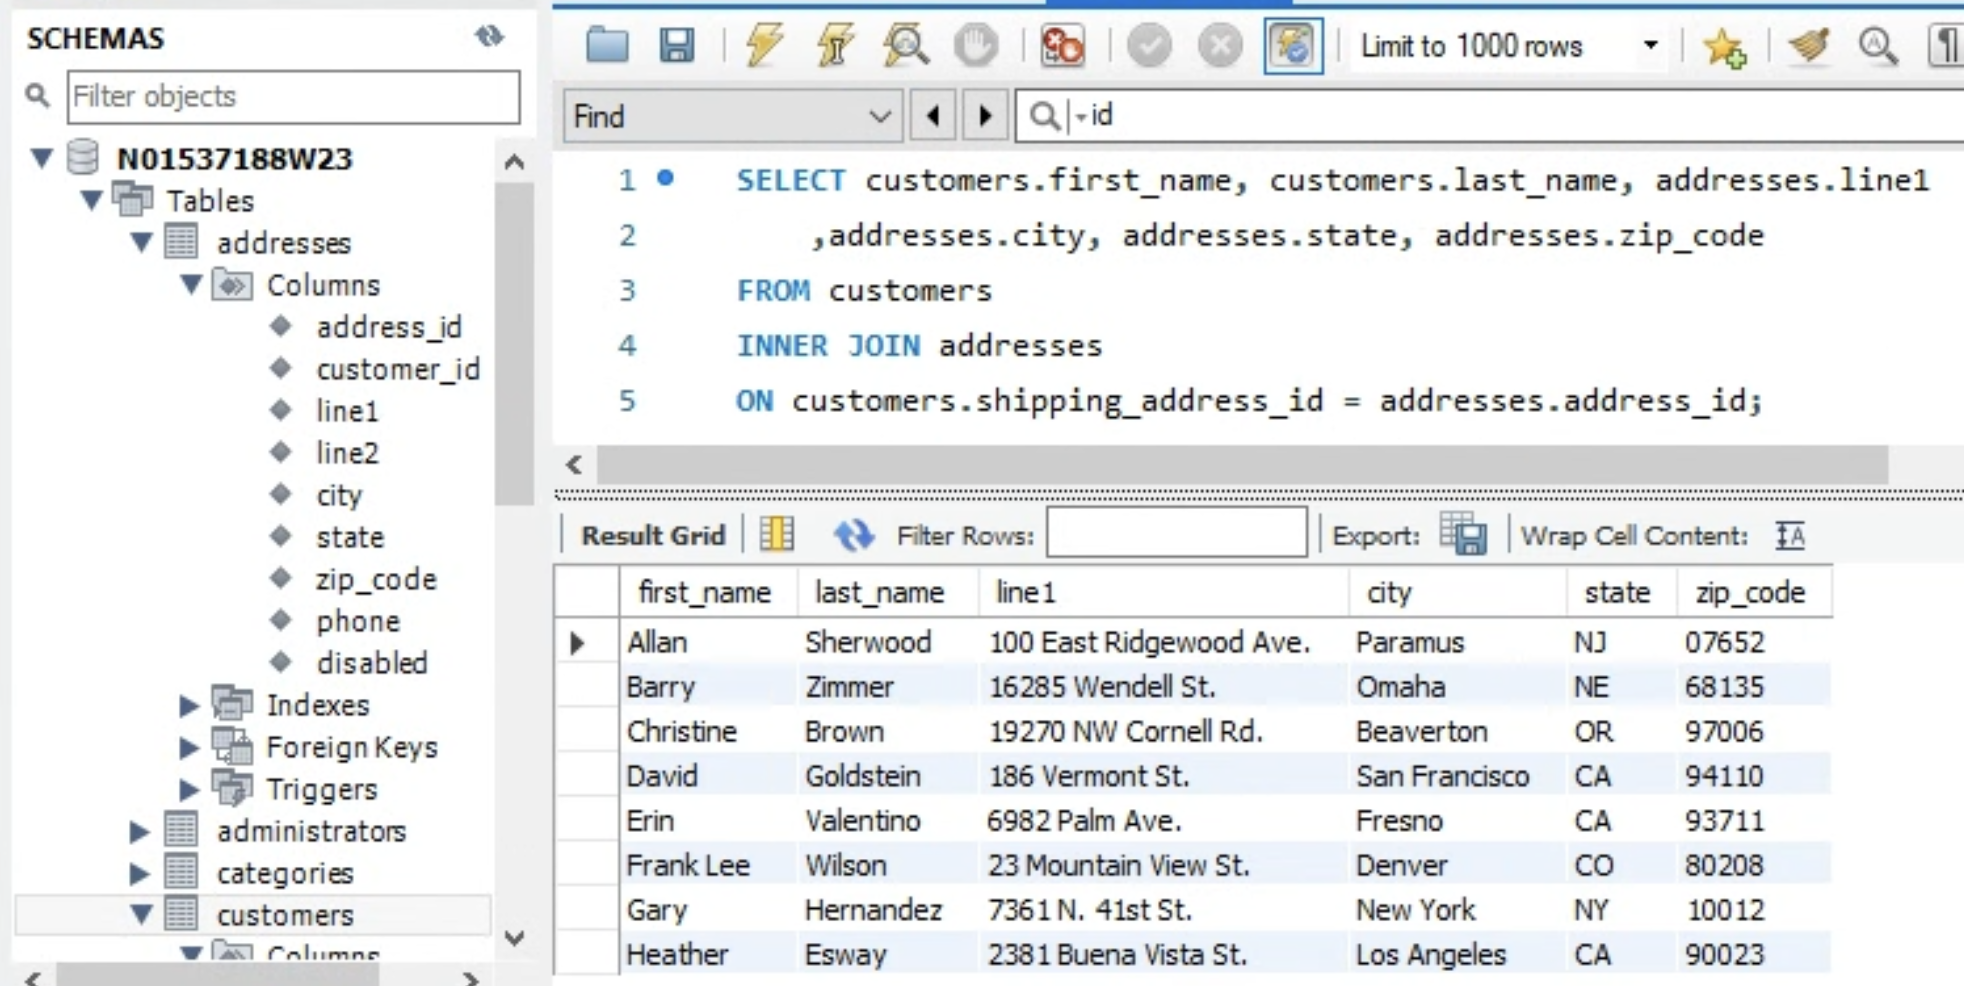 SCHEMAS
Filter objects
N01537188W23
Tables
addresses
Columns
address_id
customer_id
line1
line2
city
state
zip_code
phone
disabled
Indexes
Foreign Keys
Triggers
administrators
categories
customers
Columns
Limit to 1000 rows
Find
id
1 SELECT customers.first_name, customers.last_name, addresses.line1
2 ,addresses.city, addresses.state, addresses.zip_code
3 FROM customers
4 INNER JOIN addresses
5 ON customers.shipping_address_id = addresses.address_id;
Result Grid Filter Rows: Export: Wrap Cell Content:
first_name last_name line1 city state zip_code
Allan Sherwood 100 East Ridgewood Ave. Paramus NJ 07652
Barry Zimmer 16285 Wendell St. Omaha NE 68135
Christine Brown 19270 NW Cornell Rd. Beaverton OR 97006
David Goldstein 186 Vermont St. San Francisco CA 94110
Erin Valentino 6982 Palm Ave. Fresno CA 93711
Frank Lee Wilson 23 Mountain View St. Denver CO 80208
Gary Hernandez 7361 N. 41st St. New York NY 10012
Heather Esway 2381 Buena Vista St. Los Angeles CA 90023